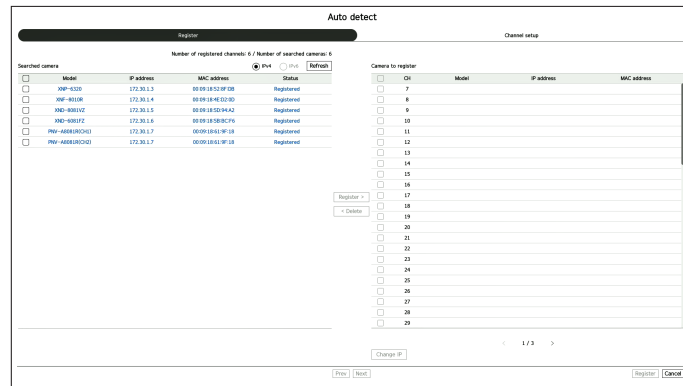 Auto detect
Register
Channel setup
Number of registered channels: 6 / Number of searched cameras: 6
Searched camera
IPv4
IPv6
Refresh
Model IP address MAC address Status
XNP-6320 172.30.1.3 00:09:18:52:8F:DB Registered
XNF-8010R 172.30.1.4 00:09:18:4E:D2:0D Registered
XND-8081VZ 172.30.1.5 00:09:18:5D:94:A2 Registered
XND-6081FZ 172.30.1.6 00:09:18:5B:BC:F6 Registered
PNV-A8081R(CH1) 172.30.1.7 00:09:18:61:9F:18 Registered
PNV-A8081R(CH2) 172.30.1.7 00:09:18:61:9F:18 Registered
Register >
< Delete
Camera to register
CH Model IP address MAC address
7
8
9
10
11
12
13
14
15
16
17
18
19
20
21
22
23
24
25
26
27
28
29
< 1 / 3 >
Change IP
Prev Next
Register Cancel